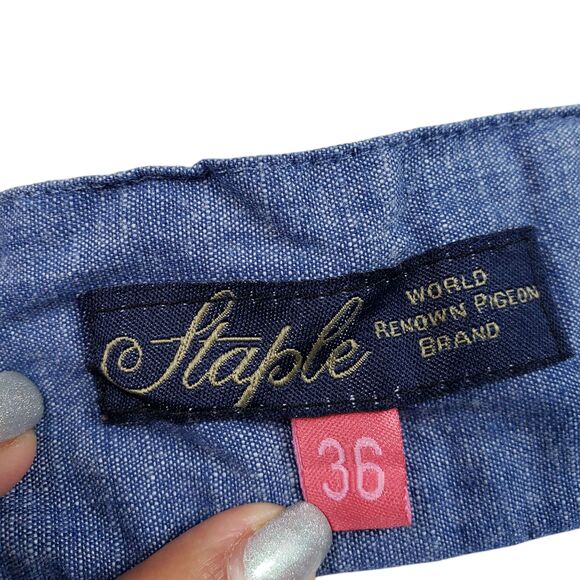 Staple
WORLD
RENOWN PIGEON
BRAND
36